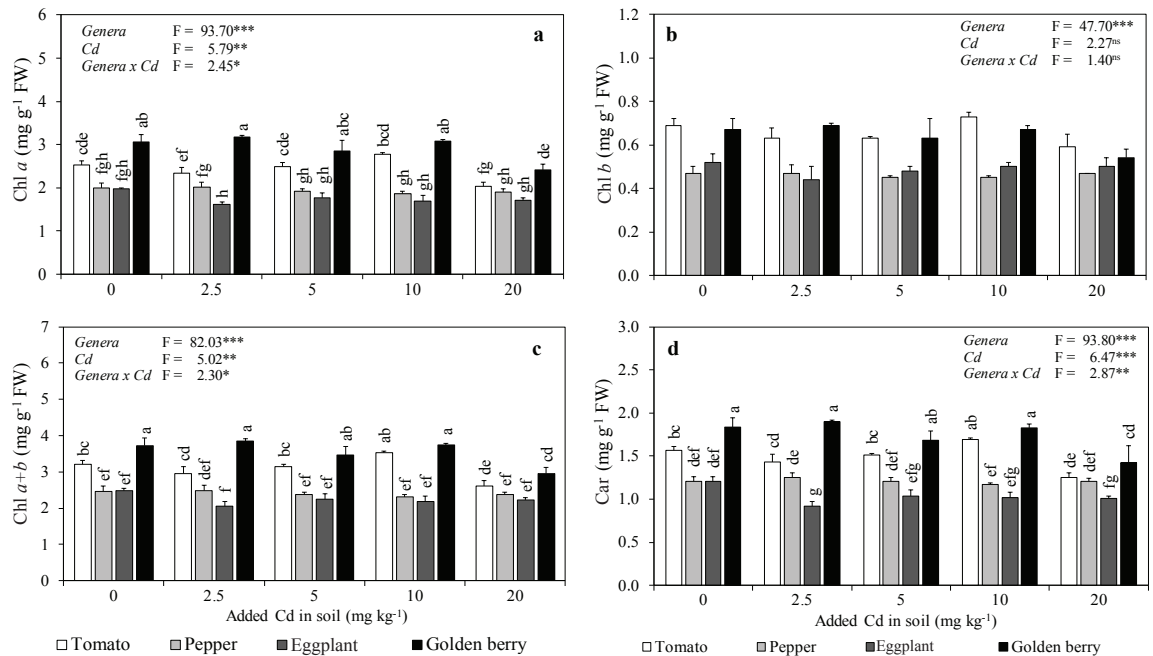 a
Genera F = 93.70***
Cd F = 5.79**
Genera x Cd F = 2.45*
Chl a (mg g-1 FW)
6
5
4
3
2
1
0
cde fgh fgh ab
ef fg h a
cde gh gh abc
bcd gh gh ab
fg gh gh de
0 2.5 5 10 20
b
Genera F = 47.70***
Cd F = 2.27ns
Genera x Cd F = 1.40ns
Chl b (mg g-1 FW)
1.2
1.0
0.8
0.6
0.4
0.2
0.0
0 2.5 5 10 20
c
Genera F = 82.03***
Cd F = 5.02**
Genera x Cd F = 2.30*
Chl a+b (mg g-1 FW)
7
6
5
4
3
2
1
0
bc ef ef a
cd def f a
bc ef ef ab
ab ef ef a
de ef ef cd
0 2.5 5 10 20
Added Cd in soil (mg kg-1)
Tomato Pepper Eggplant Golden berry
d
Genera F = 93.80***
Cd F = 6.47***
Genera x Cd F = 2.87**
Car (mg g-1 FW)
3.0
2.5
2.0
1.5
1.0
0.5
0.0
bc def def a
cd de g a
bc def efg ab
ab ef efg a
de def fg cd
0 2.5 5 10 20
Added Cd in soil (mg kg-1)
Tomato Pepper Eggplant Golden berry